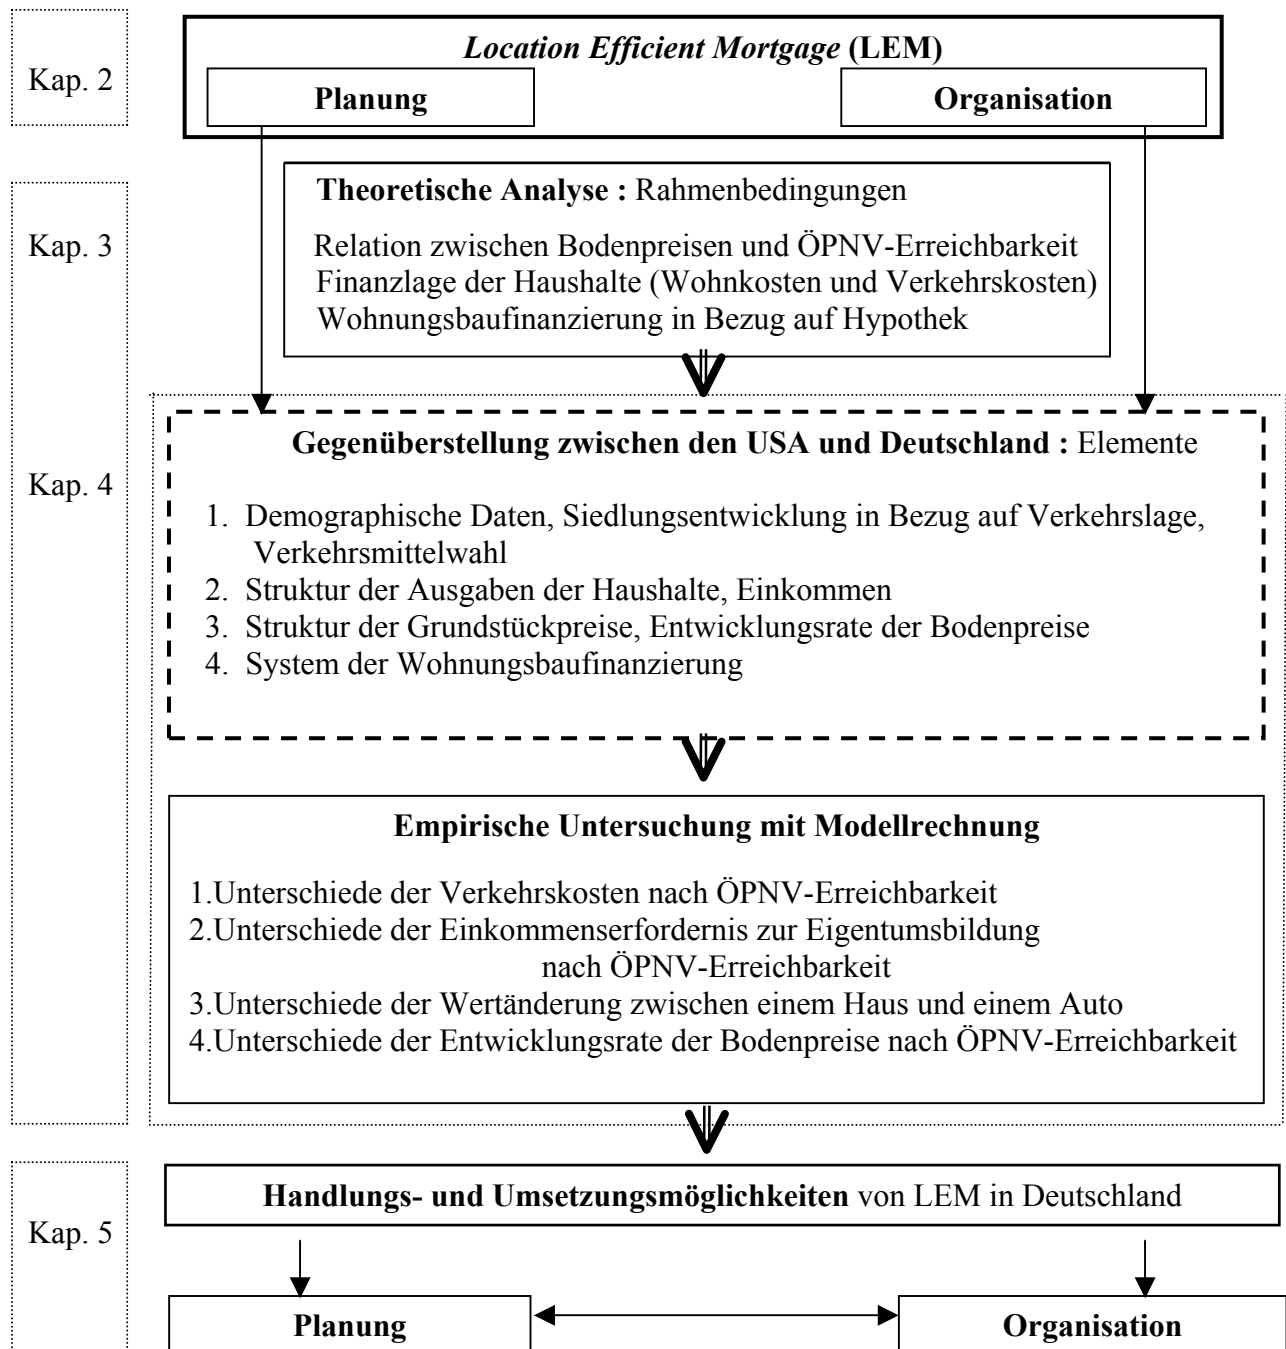 Kap. 2
Location Efficient Mortgage (LEM)
Planung
Organisation
Kap. 3
Theoretische Analyse : Rahmenbedingungen
Relation zwischen Bodenpreisen und ÖPNV-Erreichbarkeit
Finanzlage der Haushalte (Wohnkosten und Verkehrskosten)
Wohnungsbaufinanzierung in Bezug auf Hypothek
Kap. 4
Gegenüberstellung zwischen den USA und Deutschland : Elemente
1. Demographische Daten, Siedlungsentwicklung in Bezug auf Verkehrslage,
Verkehrsmittelwahl
2. Struktur der Ausgaben der Haushalte, Einkommen
3. Struktur der Grundstückpreise, Entwicklungsrate der Bodenpreise
4. System der Wohnungsbaufinanzierung
Empirische Untersuchung mit Modellrechnung
1.Unterschiede der Verkehrskosten nach ÖPNV-Erreichbarkeit
2.Unterschiede der Einkommenserfordernis zur Eigentumsbildung
nach ÖPNV-Erreichbarkeit
3.Unterschiede der Wertänderung zwischen einem Haus und einem Auto
4.Unterschiede der Entwicklungsrate der Bodenpreise nach ÖPNV-Erreichbarkeit
Kap. 5
Handlungs- und Umsetzungsmöglichkeiten von LEM in Deutschland
Planung
Organisation